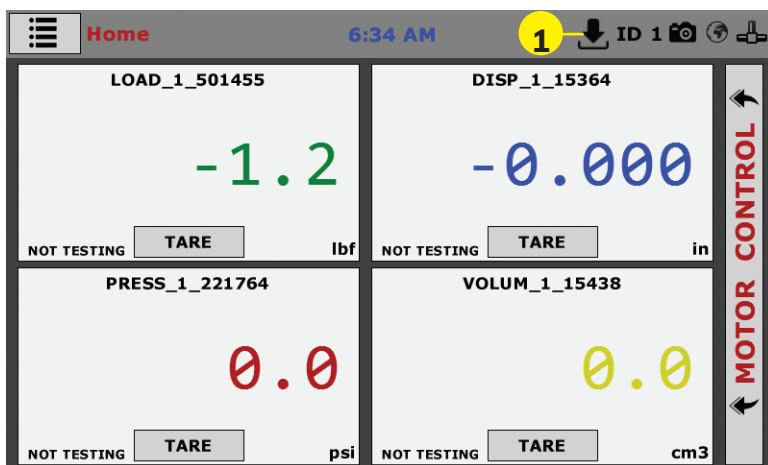 Home
6:34 AM
1
ID 1
LOAD_1_501455
-1.2
NOT TESTING
TARE
lbf
DISP_1_15364
-0.000
NOT TESTING
TARE
in
PRESS_1_221764
0.0
NOT TESTING
TARE
psi
VOLUM_1_15438
0.0
NOT TESTING
TARE
cm3
MOTOR CONTROL